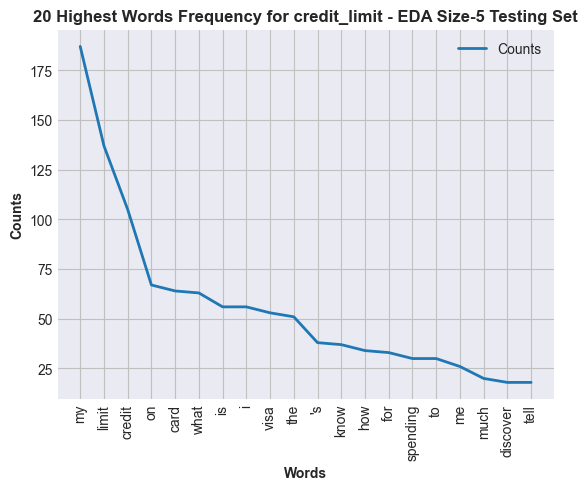 20 Highest Words Frequency for credit_limit - EDA Size-5 Testing Set
Counts
175
150
125
100
75
50
25
Counts
my
limit
credit
on
card
what
is
i
visa
the
's
know
how
for
spending
to
me
much
discover
tell
Words